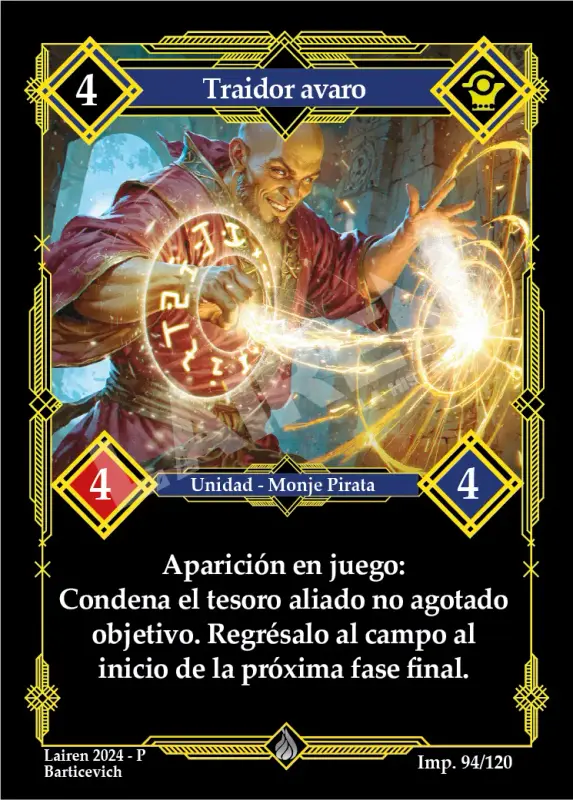 4
Traidor avaro
4
Unidad - Monje Pirata
4
Aparición en juego:
Condena el tesoro aliado no agotado
objetivo. Regrésalo al campo al
inicio de la próxima fase final.
Lairen 2024 - P
Barticevich
Imp. 94/120